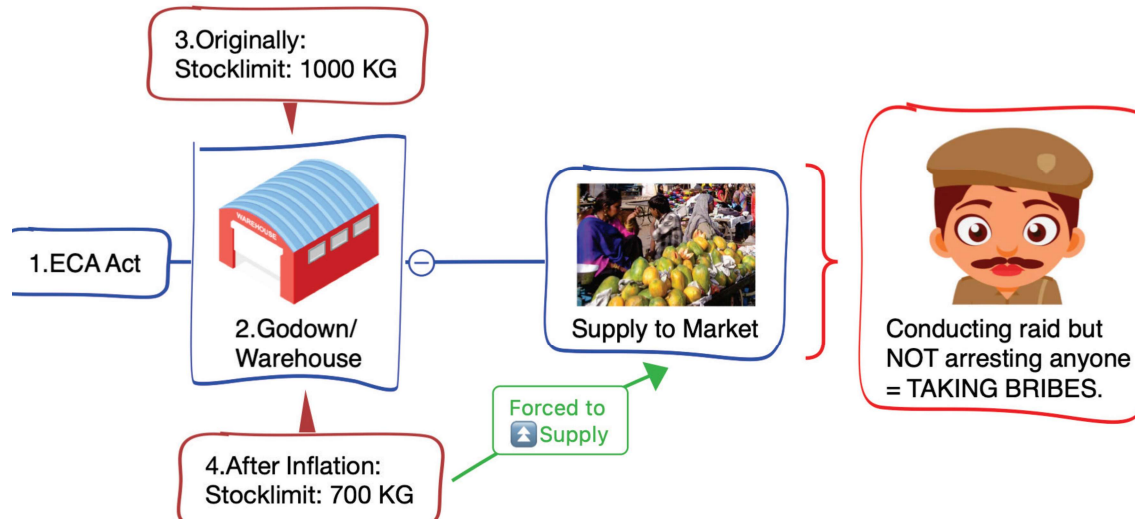 3.Originally:
Stocklimit: 1000 KG
1.ECA Act
WAREHOUSE
2.Godown/
Warehouse
Supply to Market
Conducting raid but
NOT arresting anyone
= TAKING BRIBES.
Forced to
⏫Supply
4.After Inflation:
Stocklimit: 700 KG